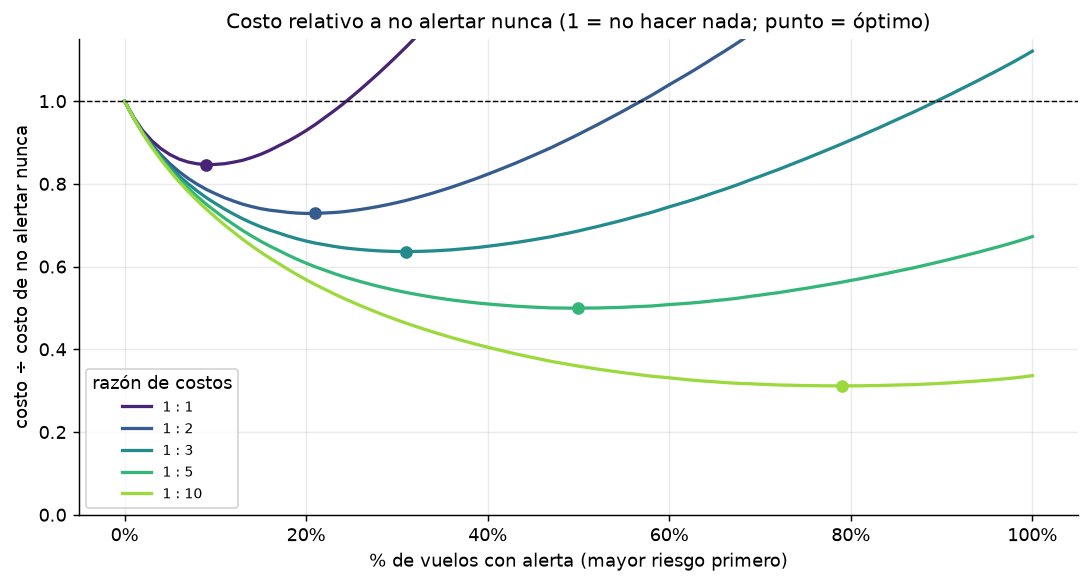 Costo relativo a no alertar nunca (1 = no hacer nada; punto = óptimo)
costo ÷ costo de no alertar nunca
1.0
0.8
0.6
0.4
0.2
0.0
razón de costos
1 : 1
1 : 2
1 : 3
1 : 5
1 : 10
0%
20%
40%
60%
80%
100%
% de vuelos con alerta (mayor riesgo primero)